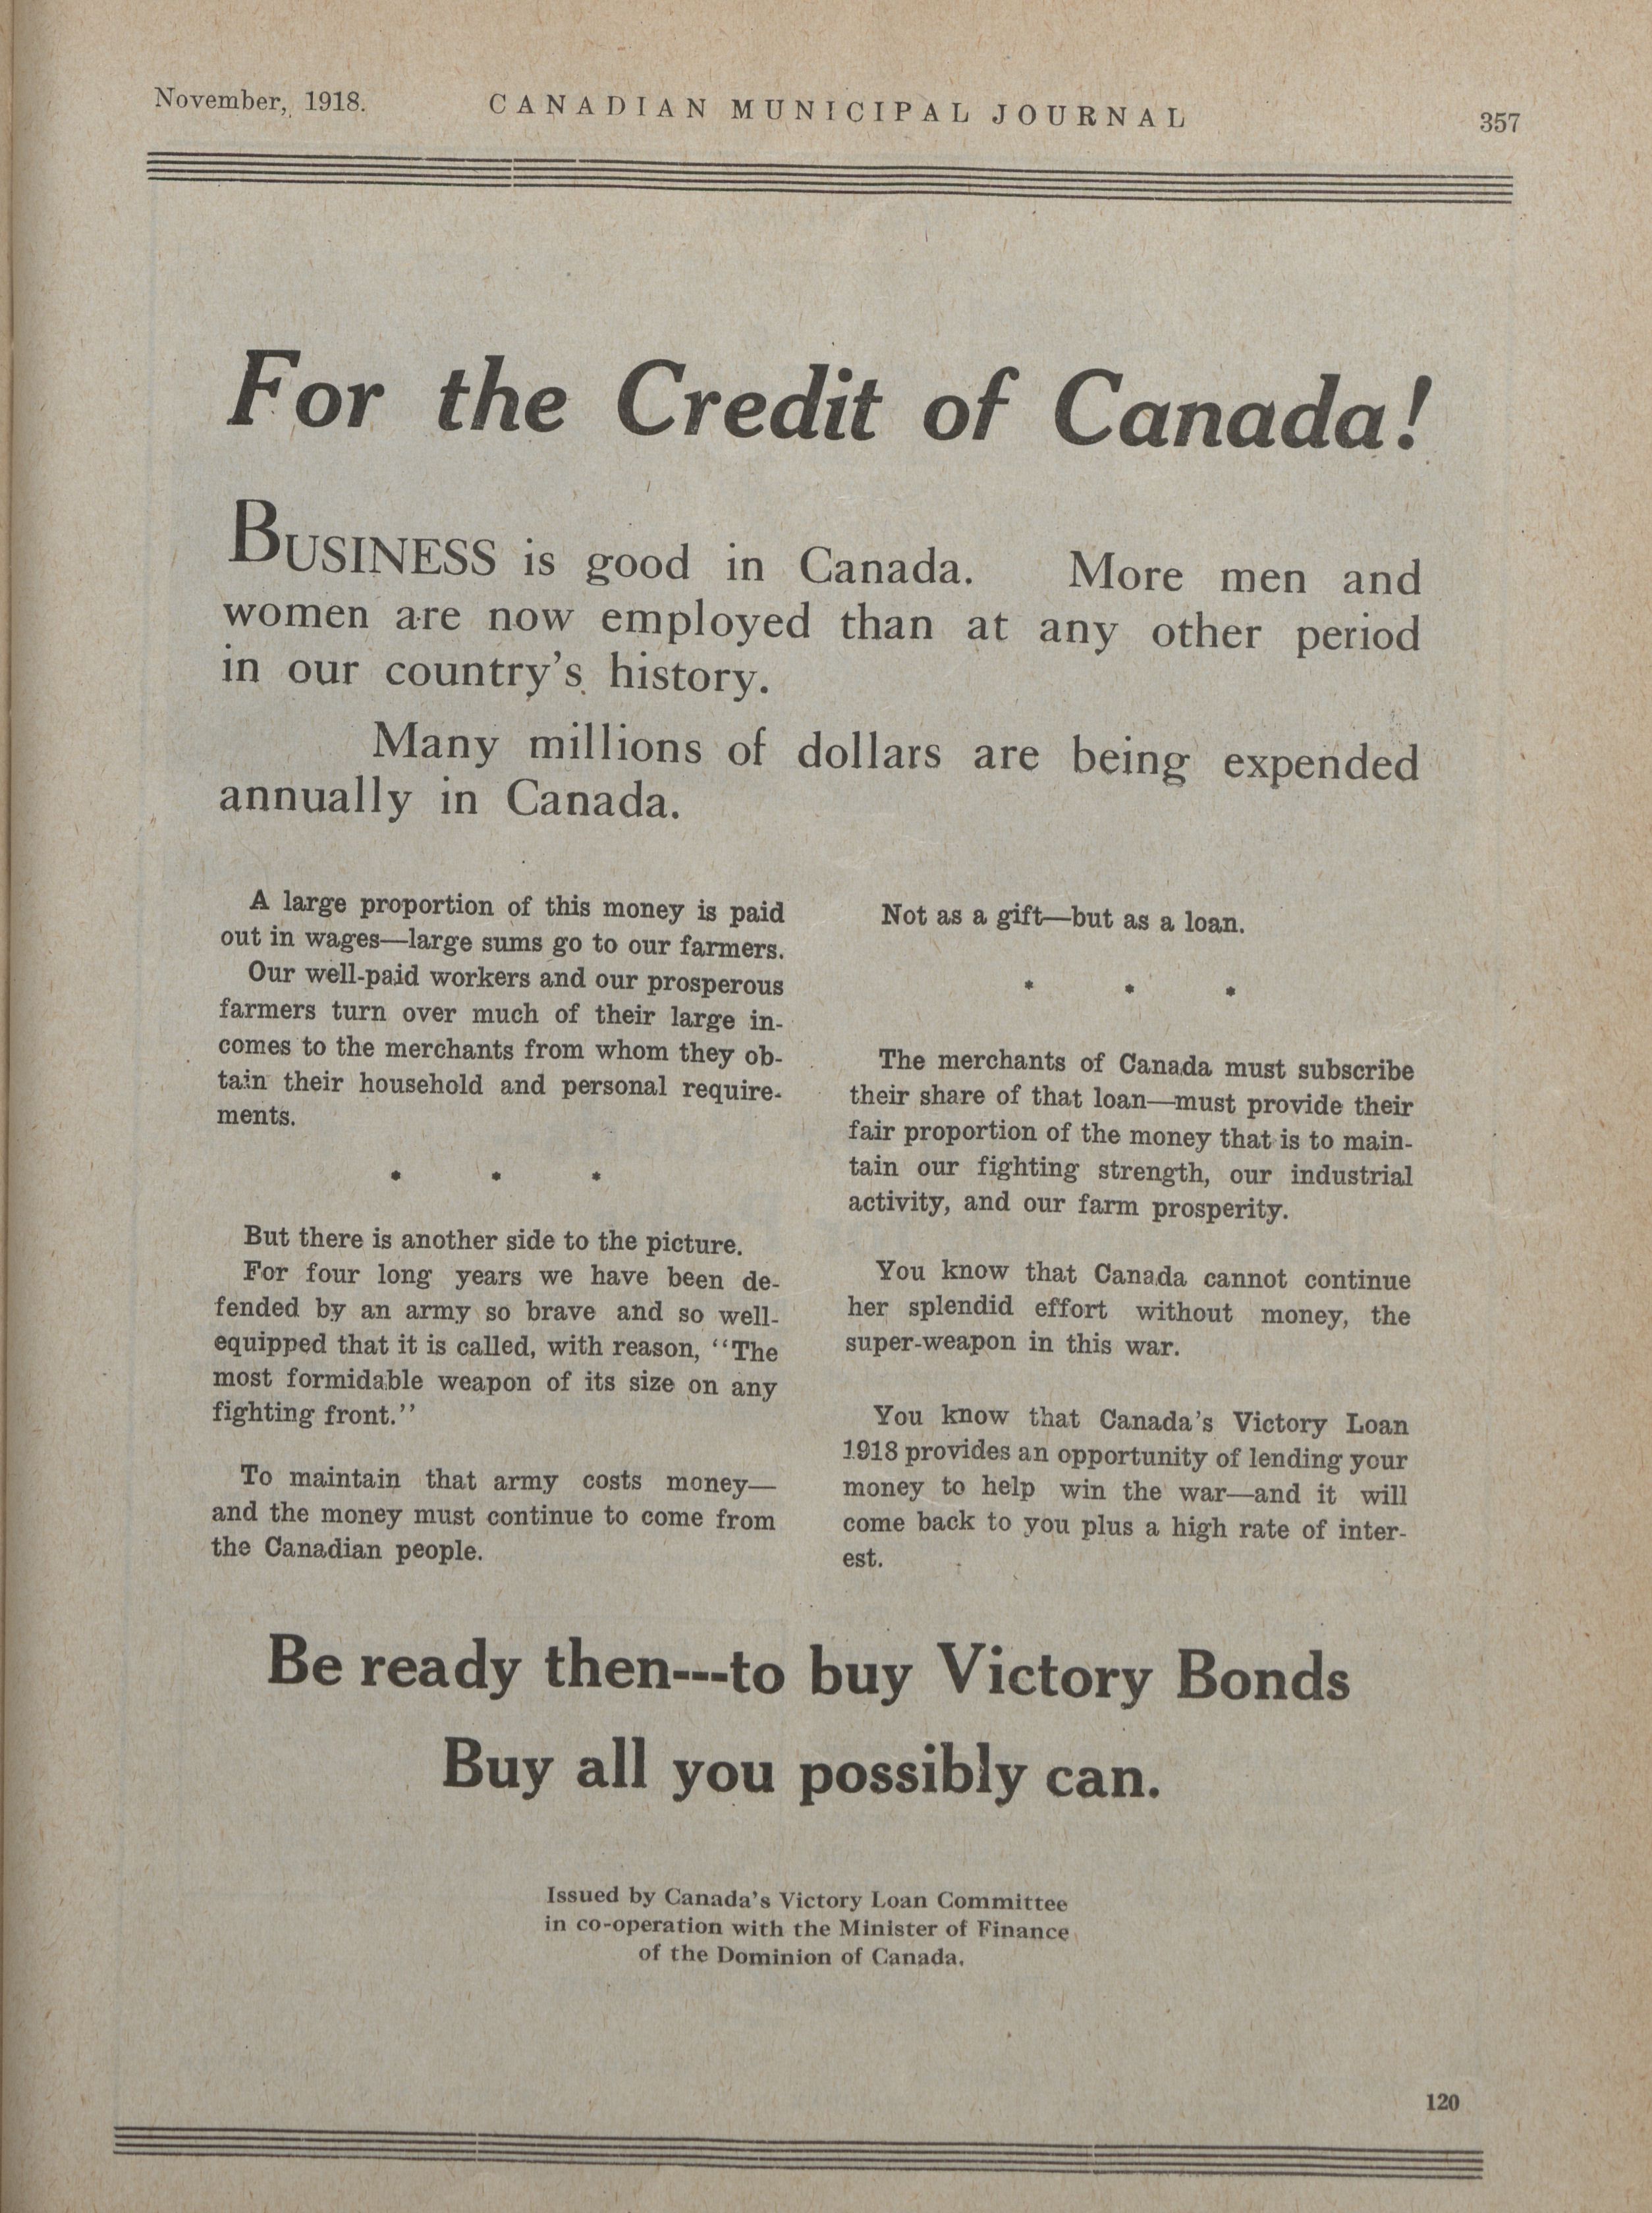 November, 1918.
CANADIAN MUNICIPAL JOURNAL
357
For the Credit of Canada!
BUSINESS is good in Canada. More men and
women are now employed than at any other period
in our country's history.
Many millions of dollars are being expended
annually in Canada.
A large proportion of this money is paid
out in wages—large sums go to our farmers.
Our well-paid workers and our prosperous
farmers turn over much of their large in-
comes to the merchants from whom they ob-
tain their household and personal require-
ments.
* * *
But there is another side to the picture.
For four long years we have been de-
fended by an army so brave and so well-
equipped that it is called, with reason, "The
most formidable weapon of its size on any
fighting front."
To maintain that army costs money—
and the money must continue to come from
the Canadian people.
Not as a gift—but as a loan.
* * *
The merchants of Canada must subscribe
their share of that loan—must provide their
fair proportion of the money that is to main-
tain our fighting strength, our industrial
activity, and our farm prosperity.
You know that Canada cannot continue
her splendid effort without money, the
super-weapon in this war.
You know that Canada's Victory Loan
1918 provides an opportunity of lending your
money to help win the war—and it will
come back to you plus a high rate of inter-
est.
Be ready then---to buy Victory Bonds
Buy all you possibly can.
Issued by Canada's Victory Loan Committee
in co-operation with the Minister of Finance
of the Dominion of Canada.
120